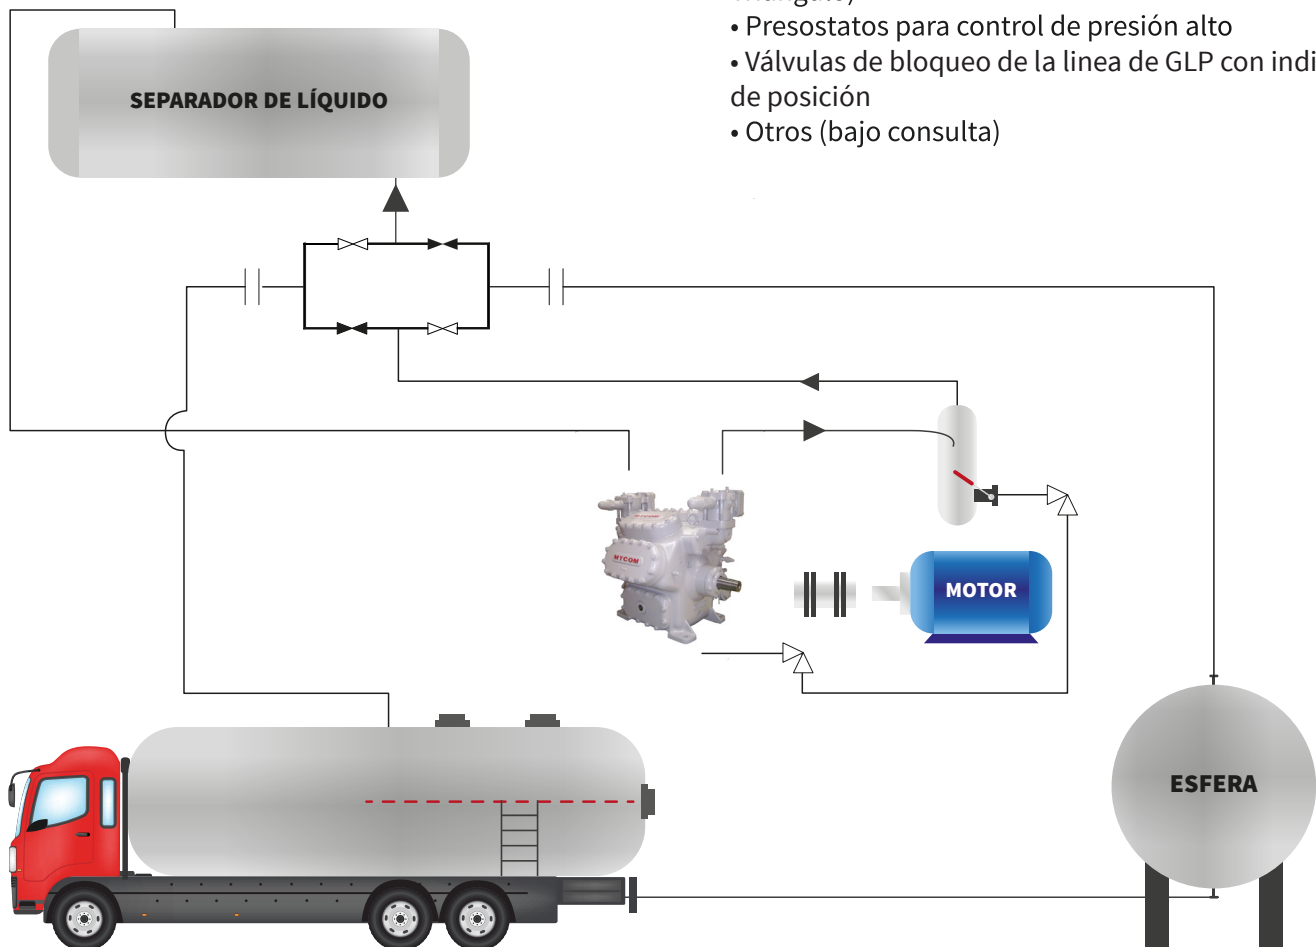 • Presostatos para control de presión alto
• Válvulas de bloqueo de la linea de GLP con indi
de posición
• Otros (bajo consulta)
SEPARADOR DE LÍQUIDO
MYCOM
MYCOM
MOTOR
ESFERA